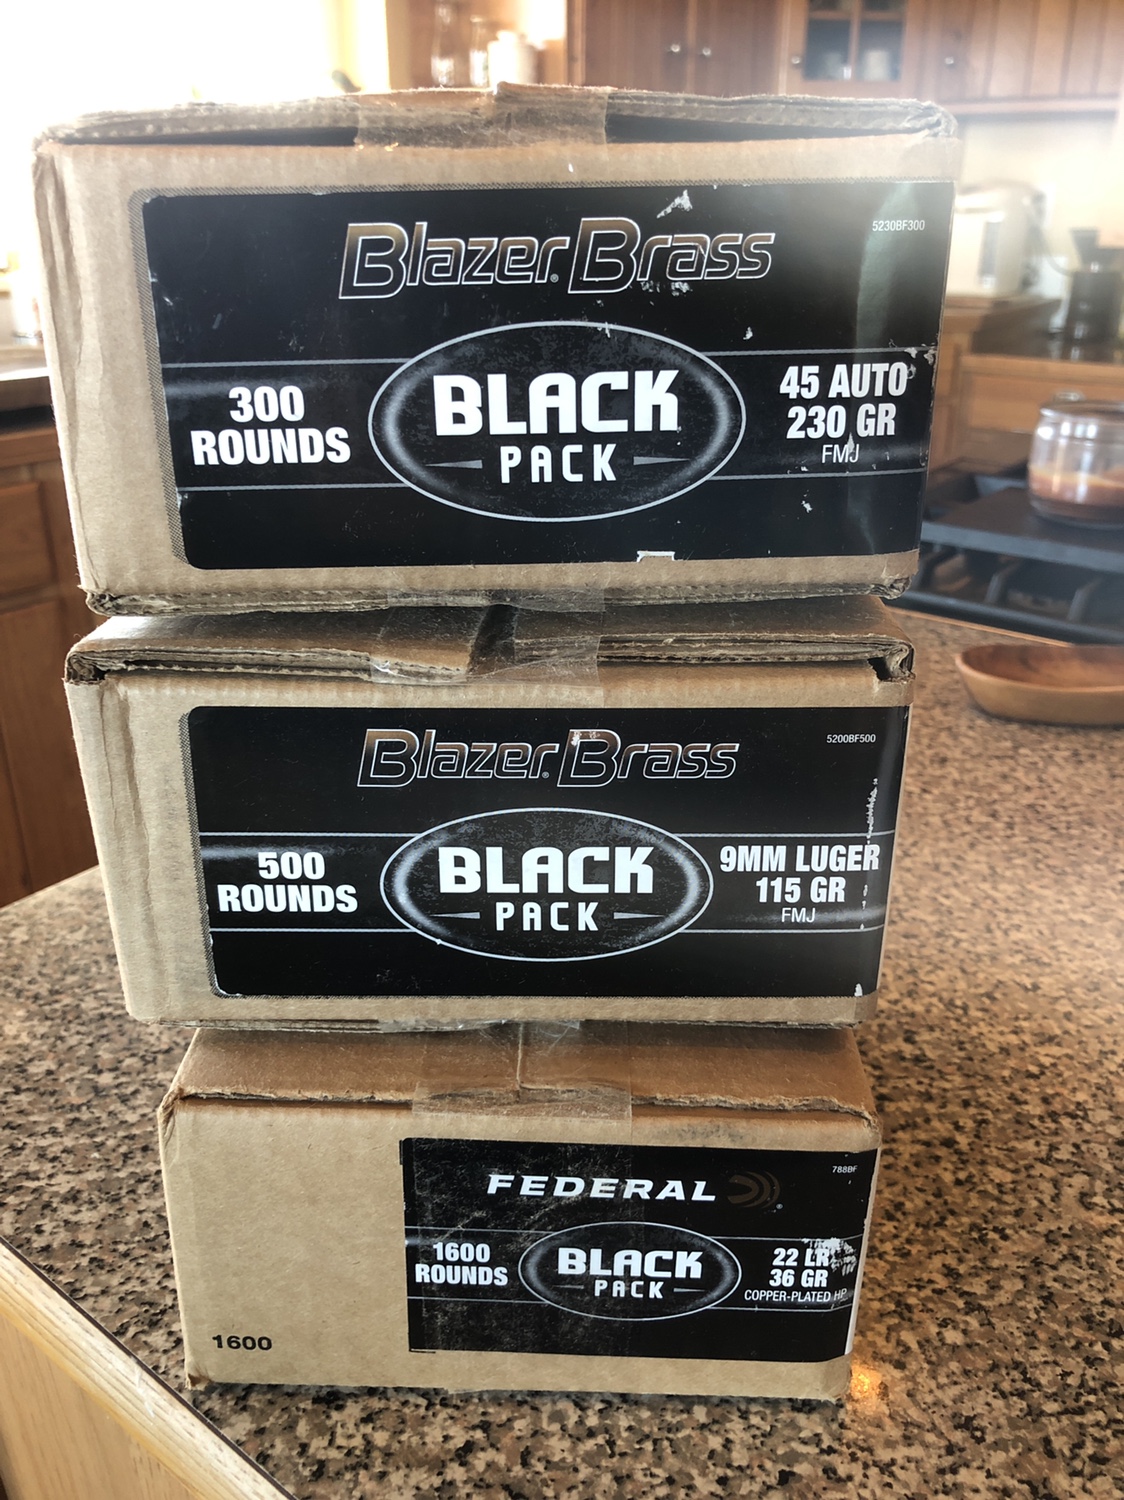 Blazer Brass
5230BF300
300
ROUNDS
BLACK
PACK
45 AUTO
230 GR
FMJ
Blazer Brass
5200BF500
500
ROUNDS
BLACK
PACK
9MM LUGER
115 GR
FMJ
FEDERAL
788BF
1600
ROUNDS
BLACK
PACK
22 LR
36 GR
COPPER-PLATED HP
1600